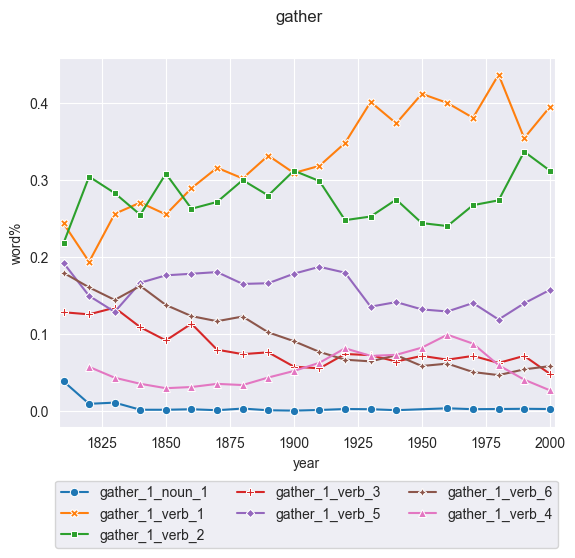 gather
0.4
0.3
0.2
0.1
0.0
word%
1825 1850 1875 1900 1925 1950 1975 2000
year
gather_1_noun_1 gather_1_verb_3 gather_1_verb_6
gather_1_verb_1 gather_1_verb_5 gather_1_verb_4
gather_1_verb_2